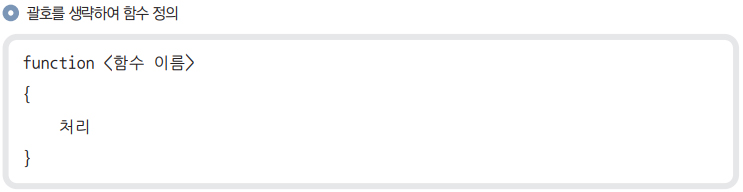 괄호를 생략하여 함수 정의
function <함수 이름>
{
    처리
}